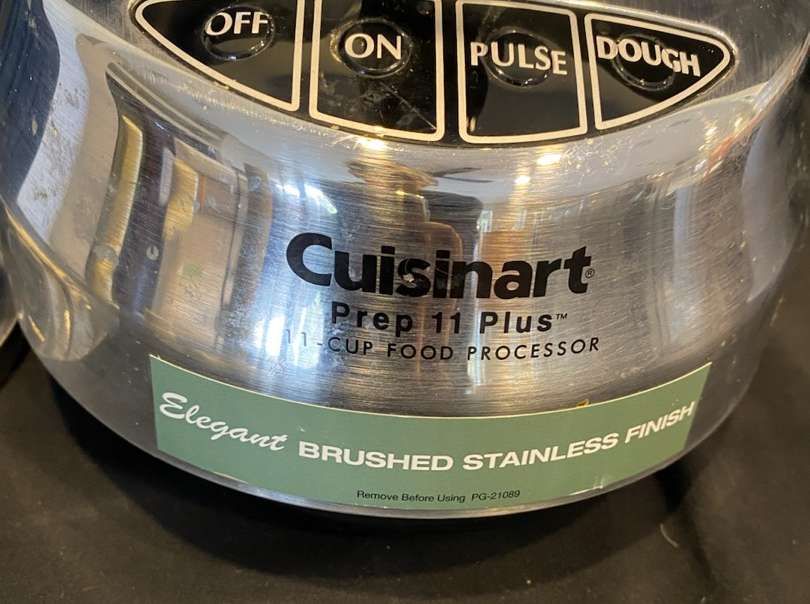 OFF ON PULSE DOUGH
Cuisinart®
Prep 11 Plus™
11-CUP FOOD PROCESSOR
Elegant BRUSHED STAINLESS FINISH
Remove Before Using PG-21089